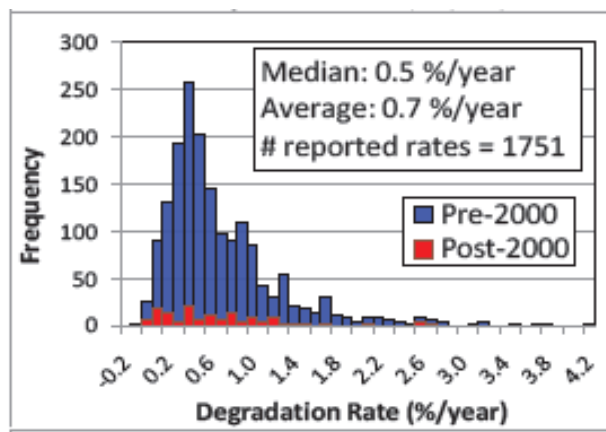 300
250
200
150
100
50
0
Frequency
Median: 0.5 %/year
Average: 0.7 %/year
# reported rates = 1751
Pre-2000
Post-2000
-0.2 0.2 0.6 1.0 1.4 1.8 2.2 2.6 3.0 3.4 3.8 4.2
Degradation Rate (%/year)